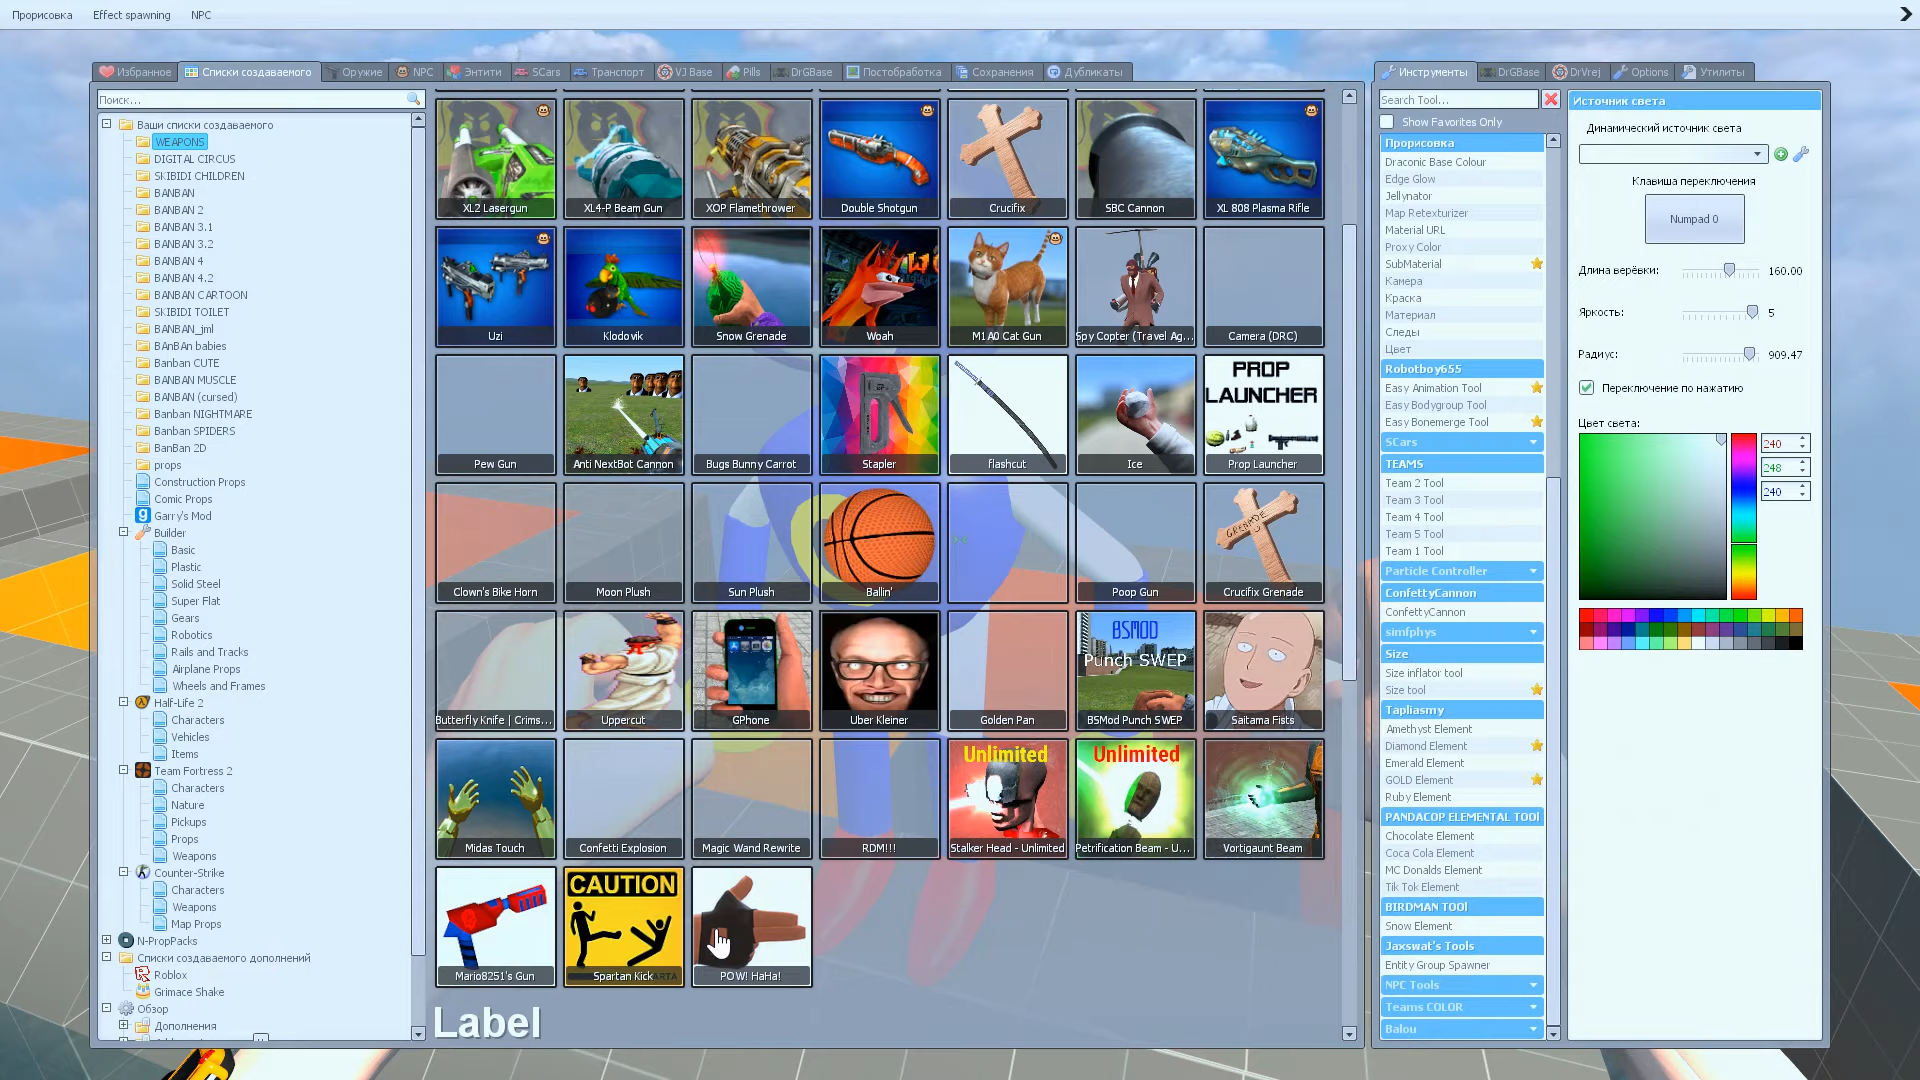 Прорисовка Effect spawning NPC
Избранное Списки создаваемого Оружие NPC Энтити SCars Транспорт VJ Base Pills DrGBase Постобработка Сохранения Дубликаты
Поиск...
Ваши списки создаваемого
WEAPONS
DIGITAL CIRCUS
SKIBIDI CHILDREN
BANBAN
BANBAN 2
BANBAN 3.1
BANBAN 3.2
BANBAN 4
BANBAN 4.2
BANBAN CARTOON
SKIBIDI TOILET
BANBAN_jml
BAnBAn babies
Banban CUTE
BANBAN MUSCLE
BANBAN (cursed)
Banban NIGHTMARE
Banban SPIDERS
BanBan 2D
props
Construction Props
Comic Props
Garry's Mod
Builder
Basic
Plastic
Solid Steel
Super Flat
Gears
Robotics
Rails and Tracks
Airplane Props
Wheels and Frames
Half-Life 2
Characters
Vehicles
Items
Team Fortress 2
Characters
Nature
Pickups
Props
Weapons
Counter-Strike
Characters
Weapons
Map Props
N-PropPacks
Списки создаваемого дополнений
Roblox
Grimace Shake
Обзор
Дополнения
XL2 Lasergun XL4-P Beam Gun XOP Flamethrower Double Shotgun Crucifix SBC Cannon XL 808 Plasma Rifle
Uzi Klodovik Snow Grenade Woah M1A0 Cat Gun Spy Copter (Travel Ag... Camera (DRC)
PROP
LAUNCHER
Pew Gun Anti NextBot Cannon Bugs Bunny Carrot Stapler flashcut Ice Prop Launcher
GRENADE
Clown's Bike Horn Moon Plush Sun Plush Ballin' Poop Gun Crucifix Grenade
BSMOD
Punch SWEP
Butterfly Knife | Crims... Uppercut GPhone Uber Kleiner Golden Pan BSMod Punch SWEP Saitama Fists
Unlimited Unlimited
Midas Touch Confetti Explosion Magic Wand Rewrite RDM!!! Stalker Head - Unlimited Petrification Beam - U... Vortigaunt Beam
CAUTION
Mario8251's Gun Spartan Kick POW! HaHa!
Label
Инструменты DrGBase DrVrej Options Утилиты
Search Tool...
Show Favorites Only
Прорисовка
Draconic Base Colour
Edge Glow
Jellynator
Map Retexturizer
Material URL
Proxy Color
SubMaterial
Камера
Краска
Материал
Следы
Цвет
Robotboy655
Easy Animation Tool
Easy Bodygroup Tool
Easy Bonemerge Tool
SCars
TEAMS
Team 2 Tool
Team 3 Tool
Team 4 Tool
Team 5 Tool
Team 1 Tool
Particle Controller
ConfettyCannon
ConfettyCannon
simfphys
Size
Size inflator tool
Size tool
Tapliasmy
Amethyst Element
Diamond Element
Emerald Element
GOLD Element
Ruby Element
PANDACOP ELEMENTAL TOOl
Chocolate Element
Coca Cola Element
MC Donalds Element
Tik Tok Element
BIRDMAN TOOl
Snow Element
Jaxswat's Tools
Entity Group Spawner
NPC Tools
Teams COLOR
Balou
Источник света
Динамический источник света
Клавиша переключения
Numpad 0
Длина верёвки: 160.00
Яркость: 5
Радиус: 909.47
Переключение по нажатию
Цвет света:
240
248
240